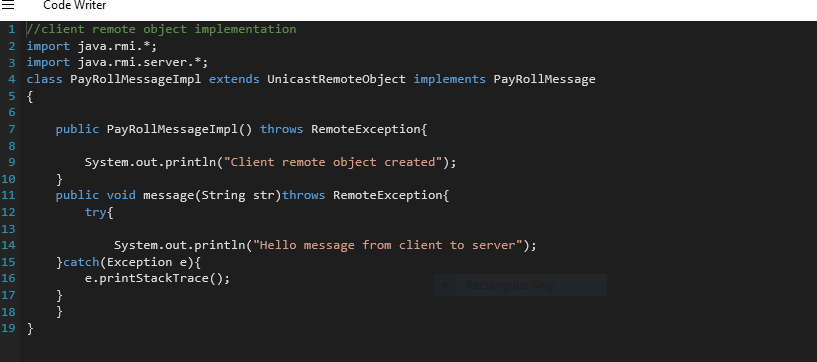 Code Writer
1 //client remote object implementation
2 import java.rmi.*;
3 import java.rmi.server.*;
4 class PayRollMessageImpl extends UnicastRemoteObject implements PayRollMessage
5 {
6
7     public PayRollMessageImpl() throws RemoteException{
8
9         System.out.println("Client remote object created");
10     }
11     public void message(String str)throws RemoteException{
12         try{
13
14             System.out.println("Hello message from client to server");
15     }catch(Exception e){
16         e.printStackTrace();
Rectangular Snip
17     }
18     }
19 }